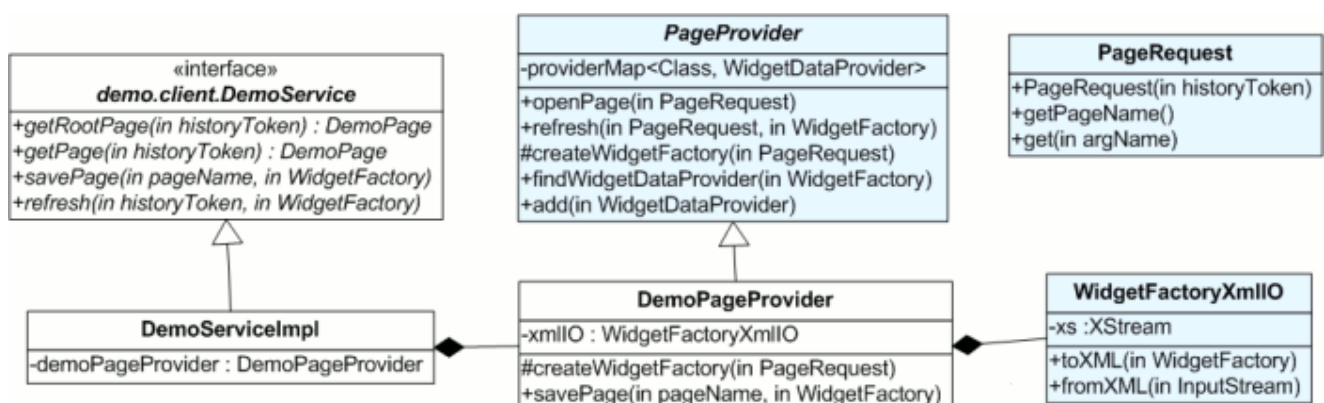 «interface»
demo.client.DemoService
+getRootPage(in historyToken) : DemoPage
+getPage(in historyToken) : DemoPage
+savePage(in pageName, in WidgetFactory)
+refresh(in historyToken, in WidgetFactory)
PageProvider
-providerMap<Class, WidgetDataProvider>
+openPage(in PageRequest)
+refresh(in PageRequest, in WidgetFactory)
#createWidgetFactory(in PageRequest)
+findWidgetDataProvider(in WidgetFactory)
+add(in WidgetDataProvider)
PageRequest
+PageRequest(in historyToken)
+getPageName()
+get(in argName)
DemoServiceImpl
-demoPageProvider : DemoPageProvider
DemoPageProvider
-xmlIO : WidgetFactoryXmlIO
#createWidgetFactory(in PageRequest)
+savePage(in pageName, in WidgetFactory)
WidgetFactoryXmlIO
-xs :XStream
+toXML(in WidgetFactory)
+fromXML(in InputStream)